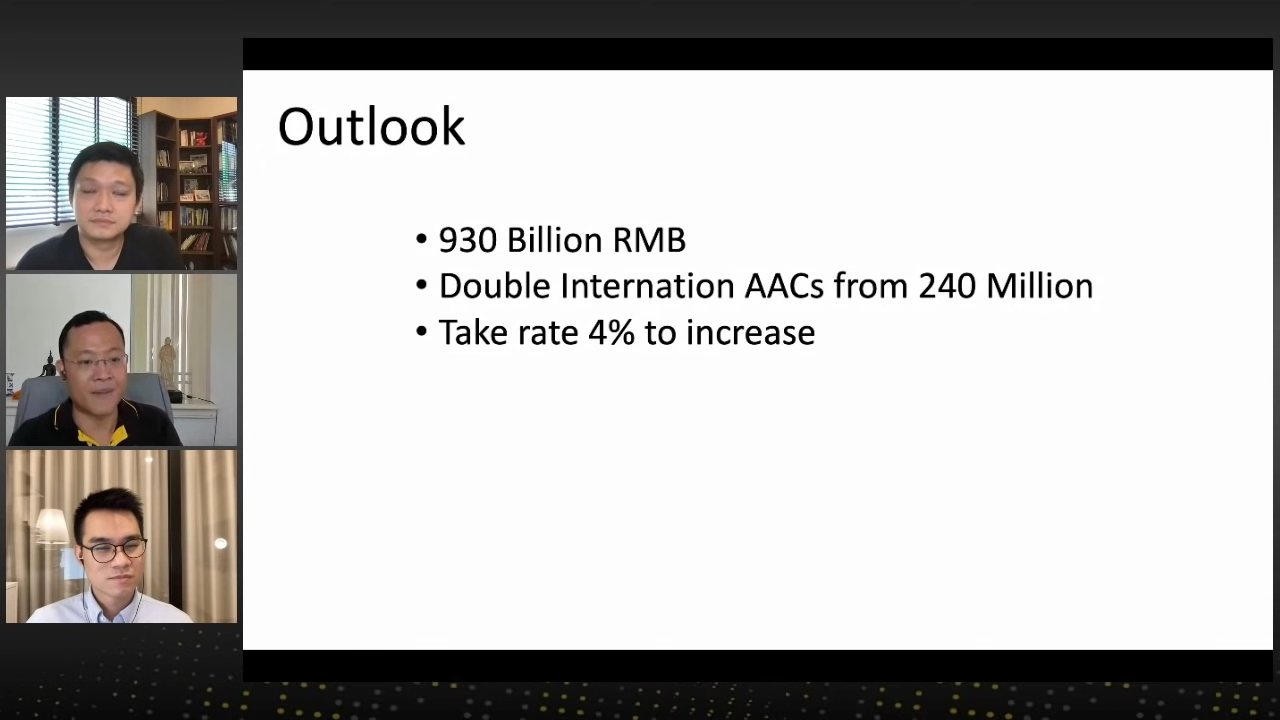 Outlook
• 930 Billion RMB
• Double Internation AACs from 240 Million
• Take rate 4% to increase